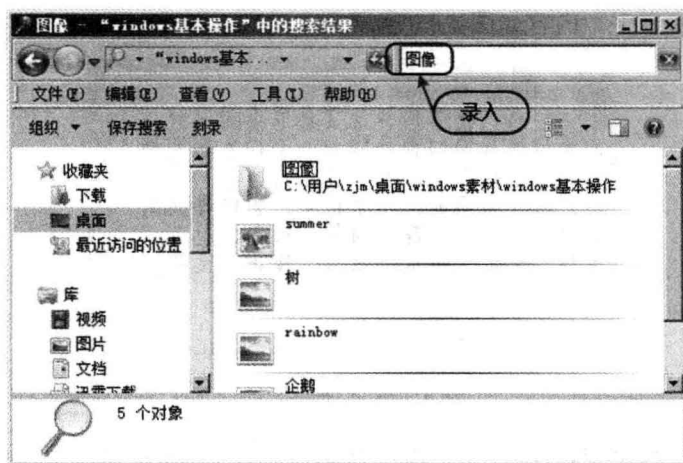 图像 - “windows基本操作”中的搜索结果
“windows基本... 图像
文件(F) 编辑(E) 查看(V) 工具(T) 帮助(H)
录入
组织 保存搜索 刻录
收藏夹
下载
桌面
最近访问的位置
库
视频
图片
文档
迅雷下载
图像
C:\用户\zjm\桌面\windows素材\windows基本操作
summer
树
rainbow
企鹅
5 个对象